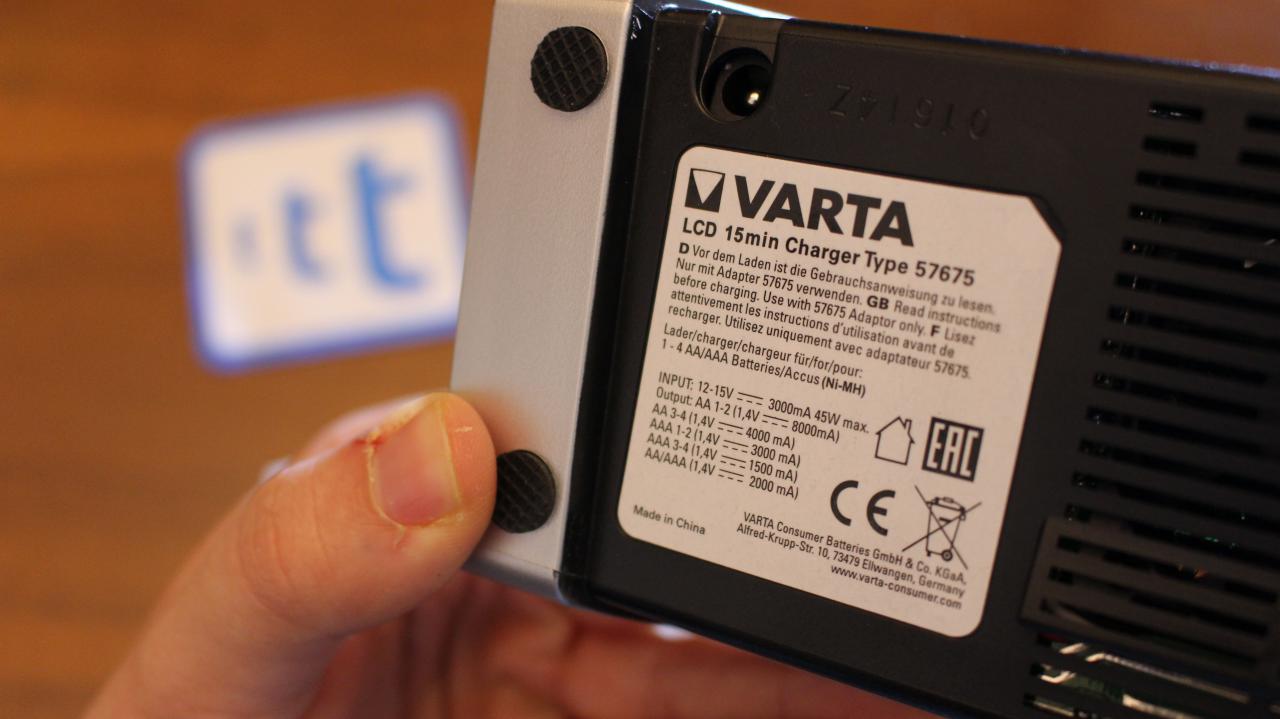 tt
01614Z
VARTA
LCD 15min Charger Type 57675
D Vor dem Laden ist die Gebrauchsanweisung zu lesen.
Nur mit Adapter 57675 verwenden. GB Read instructions
before charging. Use with 57675 Adaptor only. F Lisez
attentivement les instructions d'utilisation avant de
recharger. Utilisez uniquement avec adaptateur 57675.
Lader/charger/chargeur für/for/pour:
1 - 4 AA/AAA Batteries/Accus (Ni-MH)
INPUT: 12-15V ⎓ 3000mA 45W max.
Output: AA 1-2 (1,4V ⎓ 8000mA)
AA 3-4 (1,4V ⎓ 4000 mA)
AAA 1-2 (1,4V ⎓ 3000 mA)
AAA 3-4 (1,4V ⎓ 1500 mA)
AA/AAA (1,4V ⎓ 2000 mA)
EAC
CE
Made in China
VARTA Consumer Batteries GmbH & Co. KGaA,
Alfred-Krupp-Str. 10, 73479 Ellwangen, Germany
www.varta-consumer.com